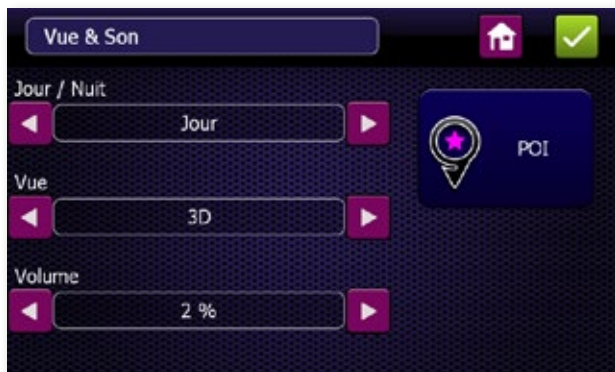 Vue & Son
Jour / Nuit
Jour
POI
Vue
3D
Volume
2 %